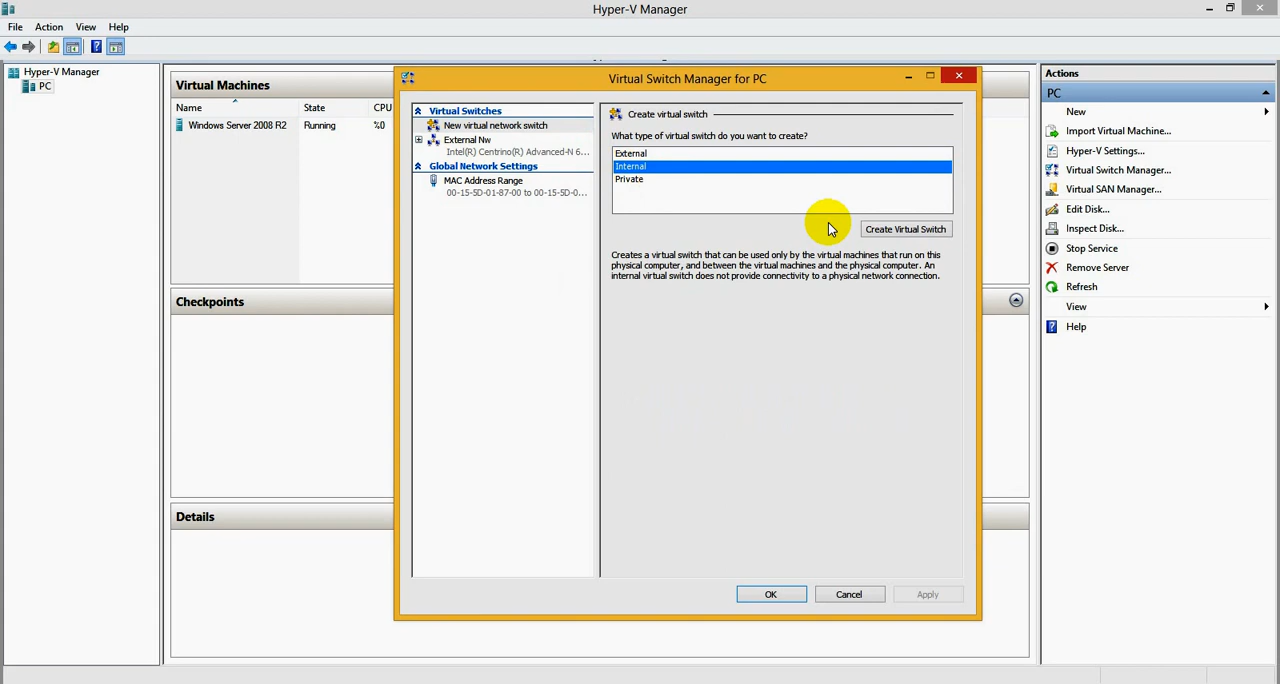 Hyper-V Manager
File Action View Help
Hyper-V Manager
PC
Virtual Machines
Name State CPU
Windows Server 2008 R2 Running %0
Checkpoints
Details
Virtual Switch Manager for PC
Virtual Switches
New virtual network switch
External Nw
Intel(R) Centrino(R) Advanced-N 6...
Global Network Settings
MAC Address Range
00-15-5D-01-87-00 to 00-15-5D-0...
Create virtual switch
What type of virtual switch do you want to create?
External
Internal
Private
Create Virtual Switch
Creates a virtual switch that can be used only by the virtual machines that run on this
physical computer, and between the virtual machines and the physical computer. An
internal virtual switch does not provide connectivity to a physical network connection.
OK Cancel Apply
Actions
PC
New
Import Virtual Machine...
Hyper-V Settings...
Virtual Switch Manager...
Virtual SAN Manager...
Edit Disk...
Inspect Disk...
Stop Service
Remove Server
Refresh
View
Help